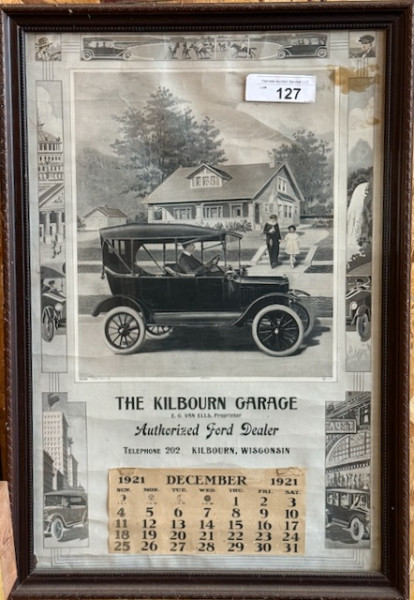 127
THE KILBOURN GARAGE
E. G. VAN ELLS, Proprietor
Authorized Ford Dealer
TELEPHONE 202 KILBOURN, WISCONSIN
1921 DECEMBER 1921
SUN. MON. TUE. WED. THU. FRI. SAT.
1 2 3
4 5 6 7 8 9 10
11 12 13 14 15 16 17
18 19 20 21 22 23 24
25 26 27 28 29 30 31